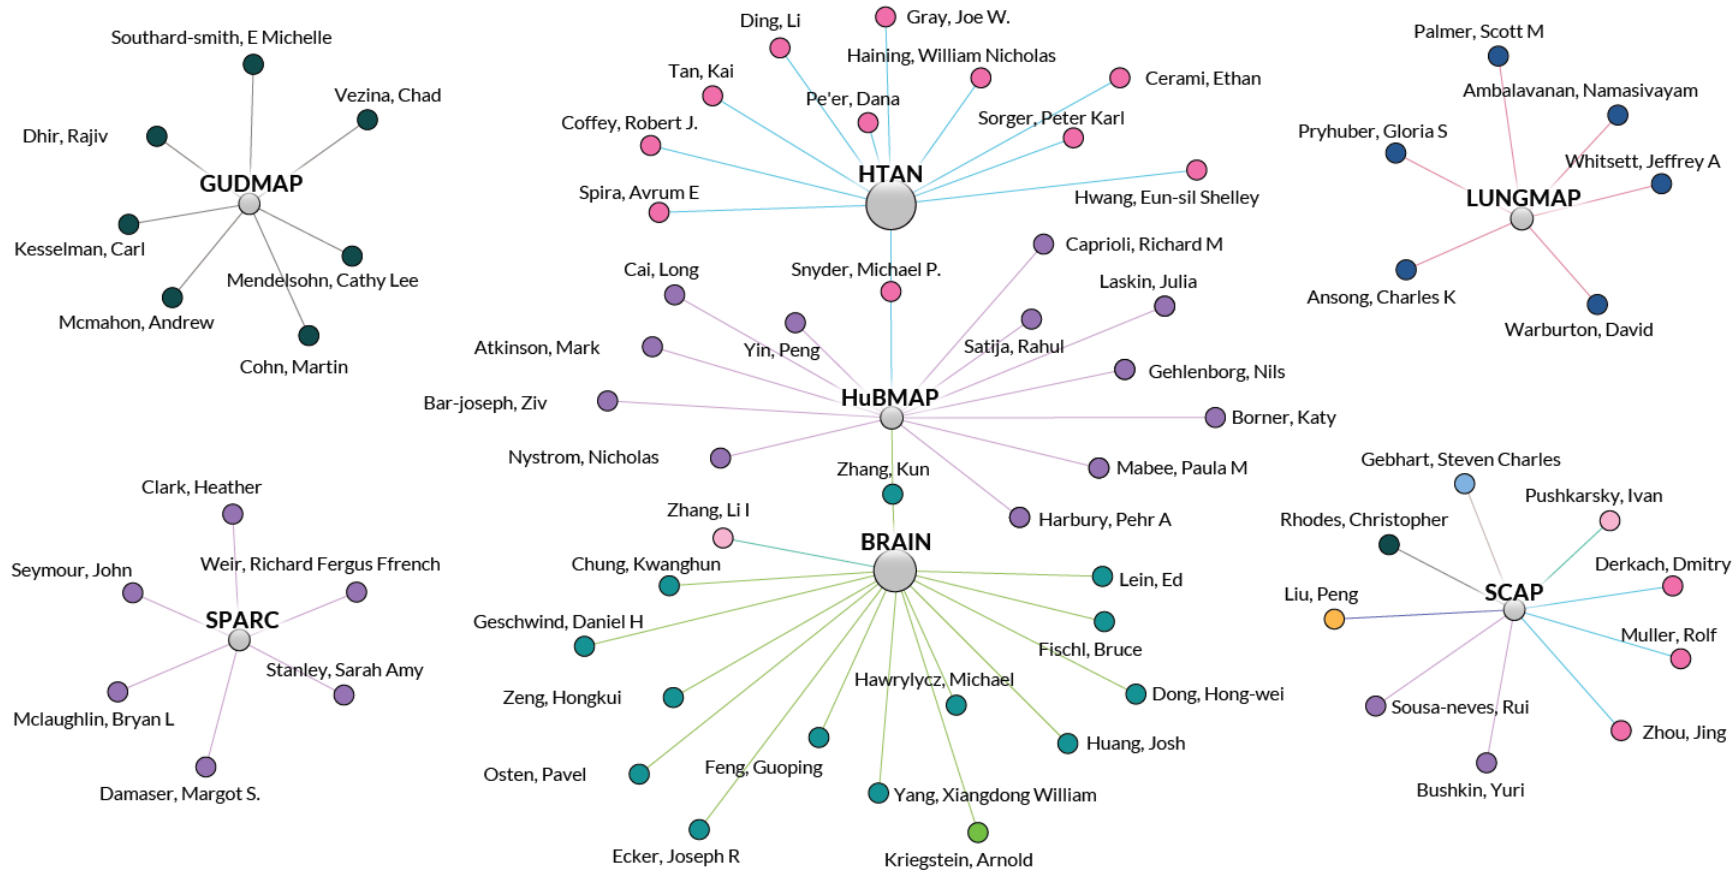 Southard-smith, E Michelle
Vezina, Chad
Dhir, Rajiv
GUDMAP
Kesselman, Carl
Mendelsohn, Cathy Lee
Mcmahon, Andrew
Cohn, Martin
Ding, Li
Gray, Joe W.
Haining, William Nicholas
Tan, Kai
Cerami, Ethan
Pe'er, Dana
Coffey, Robert J.
Sorger, Peter Karl
HTAN
Spira, Avrum E
Hwang, Eun-sil Shelley
Palmer, Scott M
Ambalavanan, Namasivayam
Pryhuber, Gloria S
Whitsett, Jeffrey A
LUNGMAP
Ansong, Charles K
Warburton, David
Caprioli, Richard M
Cai, Long
Snyder, Michael P.
Laskin, Julia
Atkinson, Mark
Yin, Peng
Satija, Rahul
Gehlenborg, Nils
HuBMAP
Bar-joseph, Ziv
Borner, Katy
Nystrom, Nicholas
Zhang, Kun
Mabee, Paula M
Harbury, Pehr A
Clark, Heather
Seymour, John
Weir, Richard Fergus Ffrench
SPARC
Stanley, Sarah Amy
Mclaughlin, Bryan L
Damaser, Margot S.
Zhang, Li I
BRAIN
Chung, Kwanghun
Lein, Ed
Geschwind, Daniel H
Fischl, Bruce
Hawrylycz, Michael
Zeng, Hongkui
Dong, Hong-wei
Huang, Josh
Osten, Pavel
Feng, Guoping
Yang, Xiangdong William
Ecker, Joseph R
Kriegstein, Arnold
Gebhart, Steven Charles
Pushkarsky, Ivan
Rhodes, Christopher
Derkach, Dmitry
Liu, Peng
SCAP
Muller, Rolf
Sousa-neves, Rui
Zhou, Jing
Bushkin, Yuri